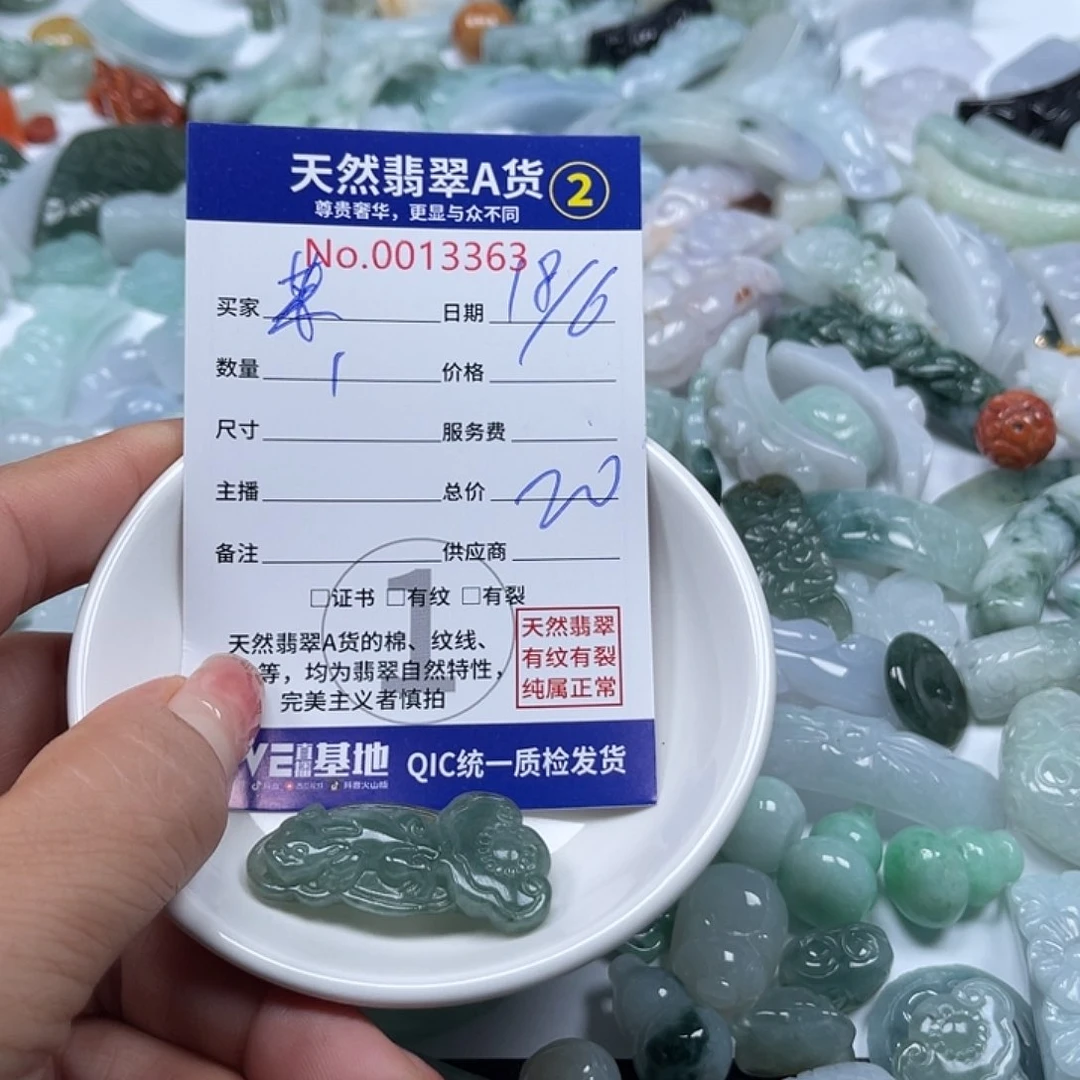 天然翡翠A货 2
尊贵奢华，更显与众不同
No.0013363
买家 日期 18/6
数量 1 价格
尺寸 服务费
主播 总价 20
备注 供应商
□证书 □有纹 □有裂
1
天然翡翠A货的棉、纹线、
等，均为翡翠自然特性，
完美主义者慎拍
天然翡翠
有纹有裂
纯属正常
直播基地 QIC统一质检发货